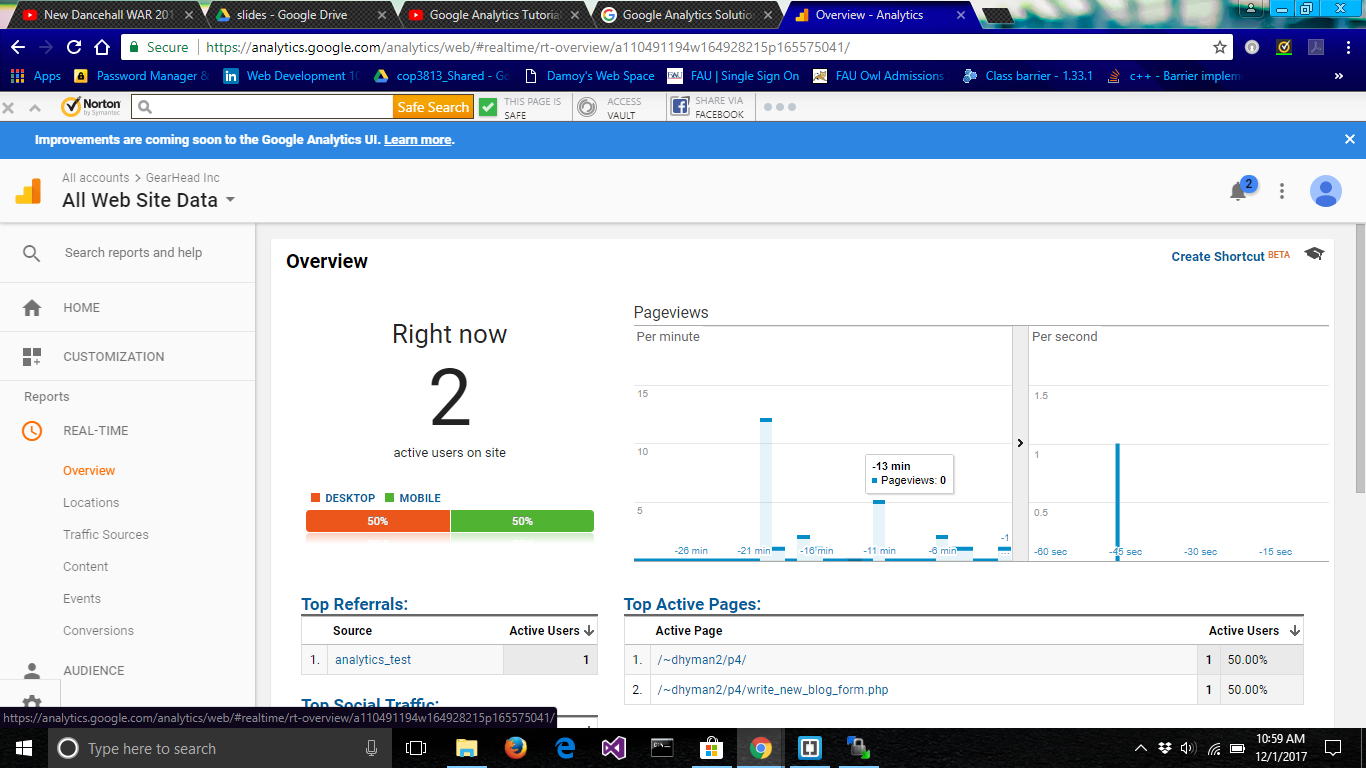 New Dancehall WAR 201
slides - Google Drive
Google Analytics Tutoria
Google Analytics Solutio
Overview - Analytics
Secure
https://analytics.google.com/analytics/web/#realtime/rt-overview/a110491194w164928215p165575041/
Apps
Password Manager &
Web Development 10
cop3813_Shared - Go
Damoy's Web Space
FAU
FAU | Single Sign On
FAU Owl Admissions
Class barrier - 1.33.1
c++ - Barrier implem
»
Norton
by Symantec
Safe Search
THIS PAGE IS
SAFE
ACCESS
VAULT
SHARE VIA
FACEBOOK
Improvements are coming soon to the Google Analytics UI. Learn more.
All accounts > GearHead Inc
All Web Site Data
2
Search reports and help
HOME
CUSTOMIZATION
Reports
REAL-TIME
Overview
Locations
Traffic Sources
Content
Events
Conversions
AUDIENCE
Overview
Create Shortcut BETA
Right now
2
active users on site
DESKTOP
MOBILE
50%
50%
Pageviews
Per minute
15
10
5
-13 min
Pageviews: 0
-26 min
-21 min
-16 min
-11 min
-6 min
-1
Per second
1.5
1
0.5
-60 sec
-45 sec
-30 sec
-15 sec
Top Referrals:
Source
Active Users
1.
analytics_test
1
Top Social Traffic:
Top Active Pages:
Active Page
Active Users
1.
/~dhyman2/p4/
1
50.00%
2.
/~dhyman2/p4/write_new_blog_form.php
1
50.00%
https://analytics.google.com/analytics/web/#realtime/rt-overview/a110491194w164928215p165575041/
Type here to search
10:59 AM
12/1/2017